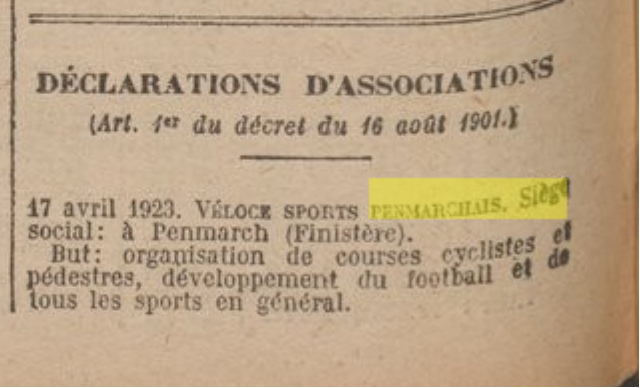 DÉCLARATIONS D'ASSOCIATIONS
(Art. 1er du décret du 16 août 1901.)
17 avril 1923. VÉLOCE SPORTS PENMARCHAIS. Siège
social: à Penmarch (Finistère).
But: organisation de courses cyclistes et
pédestres, développement du football et de
tous les sports en général.